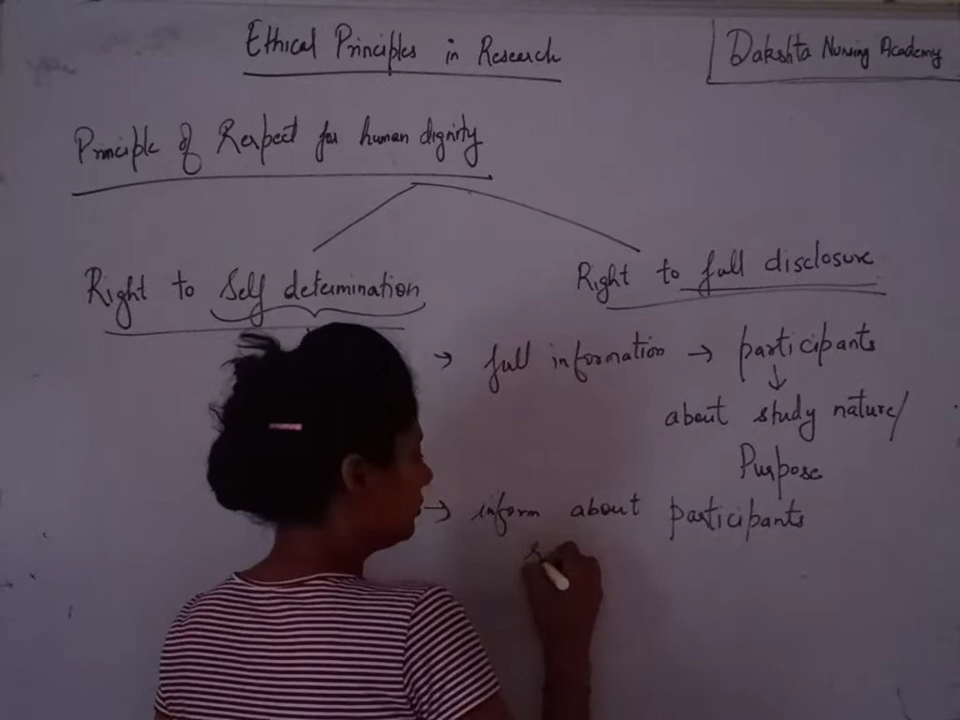 Ethical Principles in Research
Dakshta Nursing Academy
Principle of Respect for human dignity
Right to Self determination
Right to full disclosure
→ full information → participants
↓
about study nature/
Purpose
→ inform about participants